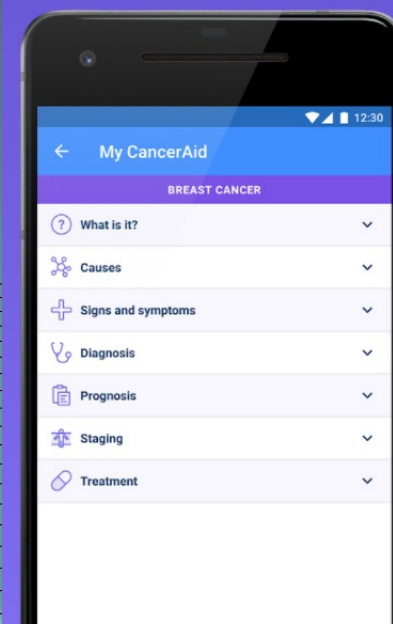 12:30
My CancerAid
BREAST CANCER
What is it?
Causes
Signs and symptoms
Diagnosis
Prognosis
Staging
Treatment